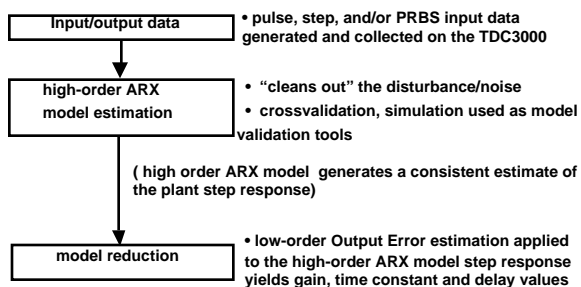 Input/output data
• pulse, step, and/or PRBS input data
generated and collected on the TDC3000
high-order ARX
model estimation
• “cleans out” the disturbance/noise
• crossvalidation, simulation used as model
validation tools
( high order ARX model generates a consistent estimate of
the plant step response)
model reduction
• low-order Output Error estimation applied
to the high-order ARX model step response
yields gain, time constant and delay values